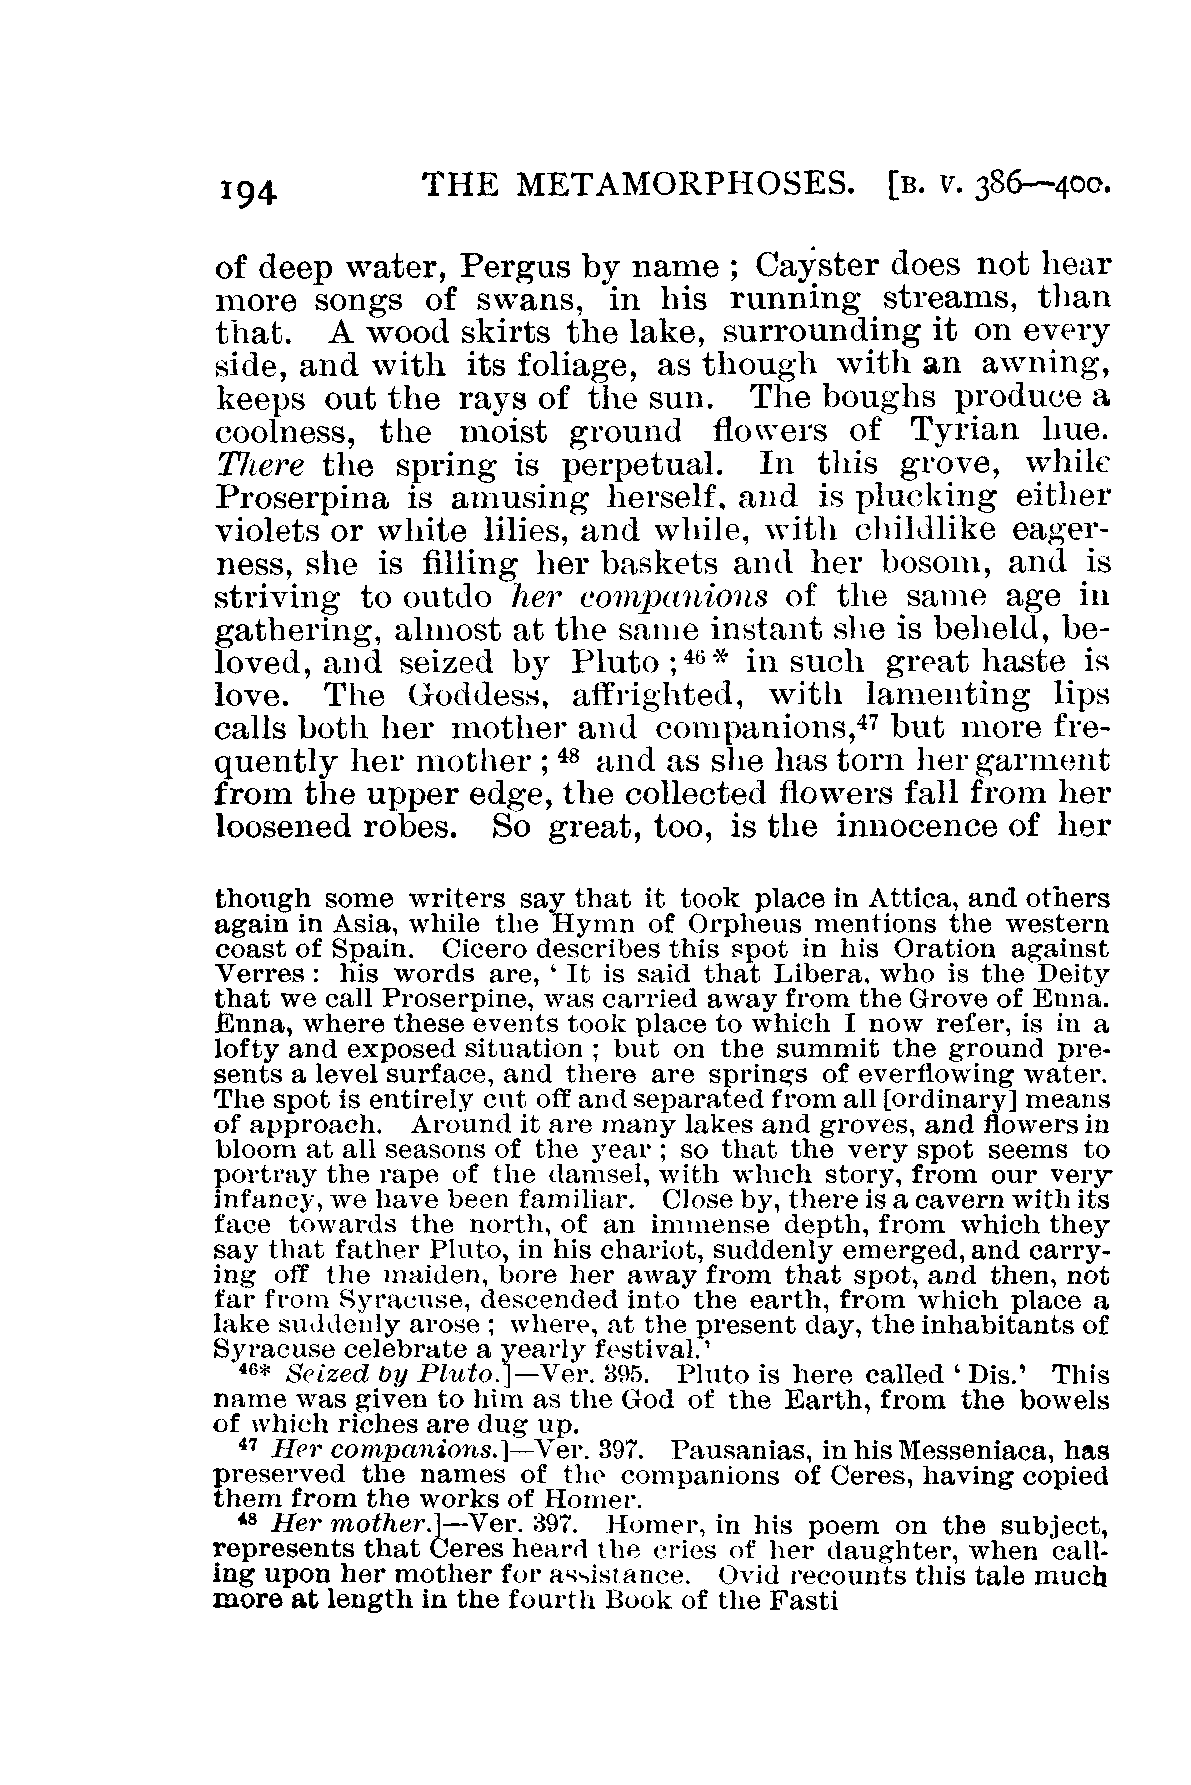 194 THE METAMORPHOSES. [B. V. 386—400.
of deep water, Pergus by name ; Caÿster does not hear
more songs of swans, in his running streams, than
that. A wood skirts the lake, surrounding it on every
side, and with its foliage, as though with an awning,
keeps out the rays of the sun. The boughs produce a
coolness, the moist ground flowers of Tyrian hue.
There the spring is perpetual. In this grove, while
Proserpina is amusing herself, and is plucking either
violets or white lilies, and while, with childlike eager-
ness, she is filling her baskets and her bosom, and is
striving to outdo her companions of the same age in
gathering, almost at the same instant she is beheld, be-
loved, and seized by Pluto ;⁴⁶* in such great haste is
love. The Goddess, affrighted, with lamenting lips
calls both her mother and companions,⁴⁷ but more fre-
quently her mother ;⁴⁸ and as she has torn her garment
from the upper edge, the collected flowers fall from her
loosened robes. So great, too, is the innocence of her
though some writers say that it took place in Attica, and others
again in Asia, while the Hymn of Orpheus mentions the western
coast of Spain. Cicero describes this spot in his Oration against
Verres : his words are, ‘ It is said that Libera, who is the Deity
that we call Proserpine, was carried away from the Grove of Enna.
Enna, where these events took place to which I now refer, is in a
lofty and exposed situation ; but on the summit the ground pre-
sents a level surface, and there are springs of everflowing water.
The spot is entirely cut off and separated from all [ordinary] means
of approach. Around it are many lakes and groves, and flowers in
bloom at all seasons of the year ; so that the very spot seems to
portray the rape of the damsel, with which story, from our very
infancy, we have been familiar. Close by, there is a cavern with its
face towards the north, of an immense depth, from which they
say that father Pluto, in his chariot, suddenly emerged, and carry-
ing off the maiden, bore her away from that spot, and then, not
far from Syracuse, descended into the earth, from which place a
lake suddenly arose ; where, at the present day, the inhabitants of
Syracuse celebrate a yearly festival.’
⁴⁶* Seized by Pluto.]—Ver. 395. Pluto is here called ‘ Dis.’ This
name was given to him as the God of the Earth, from the bowels
of which riches are dug up.
⁴⁷ Her companions.]—Ver. 397. Pausanias, in his Messeniaca, has
preserved the names of the companions of Ceres, having copied
them from the works of Homer.
⁴⁸ Her mother.]—Ver. 397. Homer, in his poem on the subject,
represents that Ceres heard the cries of her daughter, when call-
ing upon her mother for assistance. Ovid recounts this tale much
more at length in the fourth Book of the Fasti